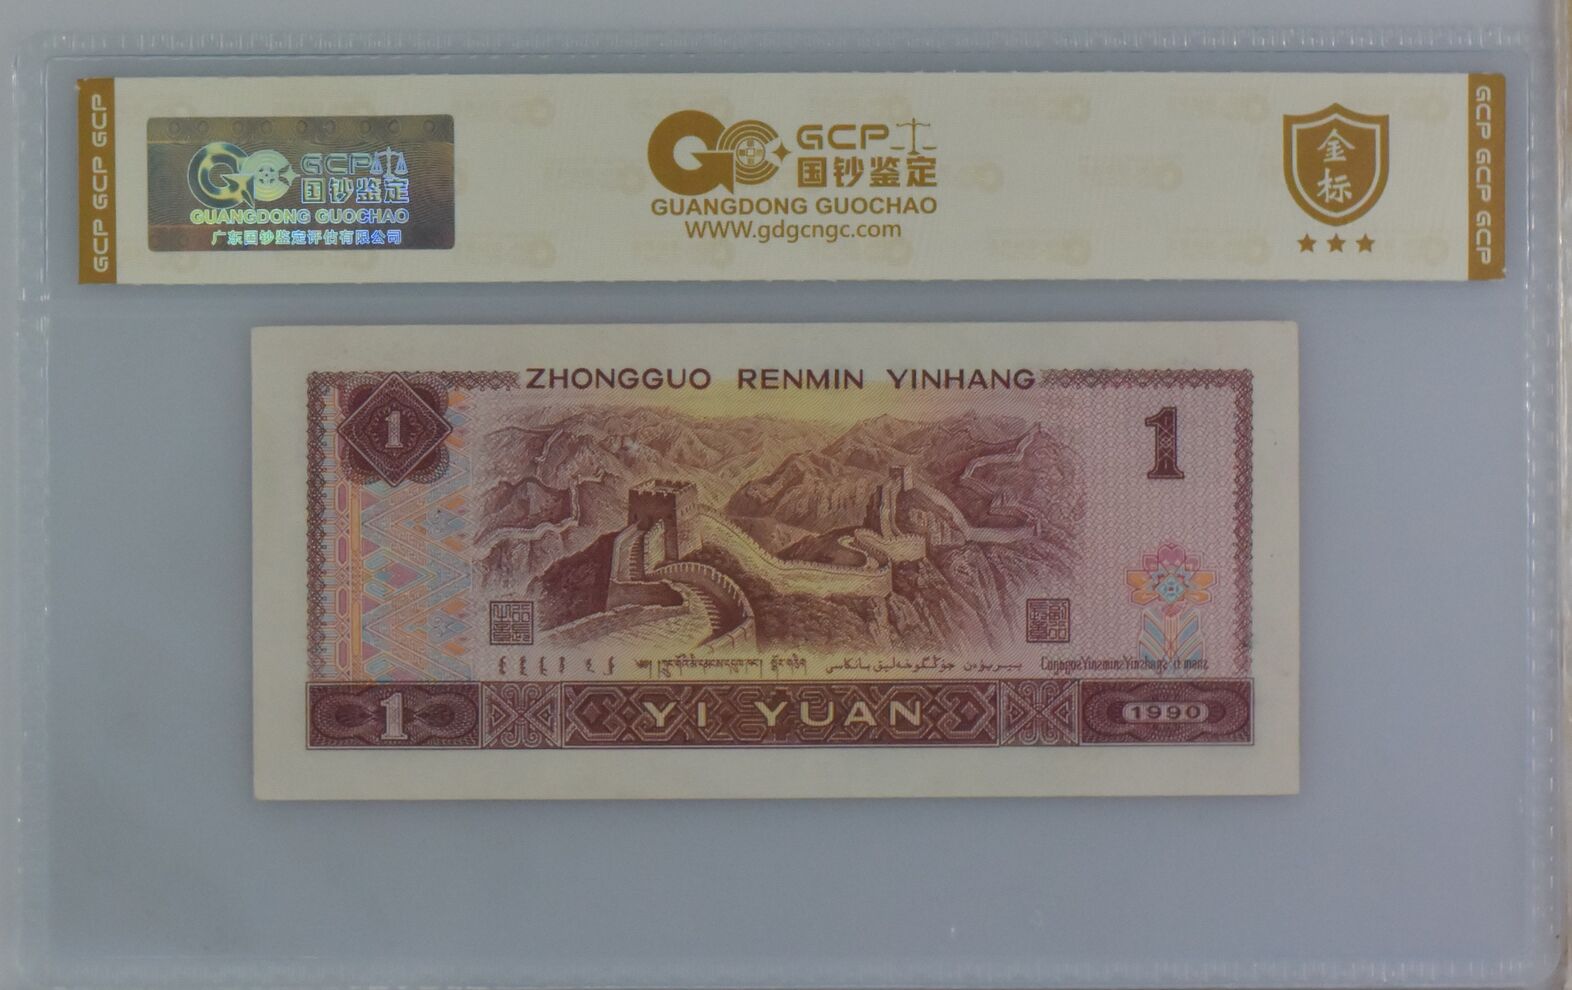 GCP GCP GCP
GCP
国钞鉴定
GUANGDONG GUOCHAO
广东国钞鉴定评估有限公司
GCP
国钞鉴定
GUANGDONG GUOCHAO
WWW.gdgcngc.com
金
标
GCP GCP GCP
ZHONGGUO RENMIN YINHANG
1
1
1 YI YUAN 1990